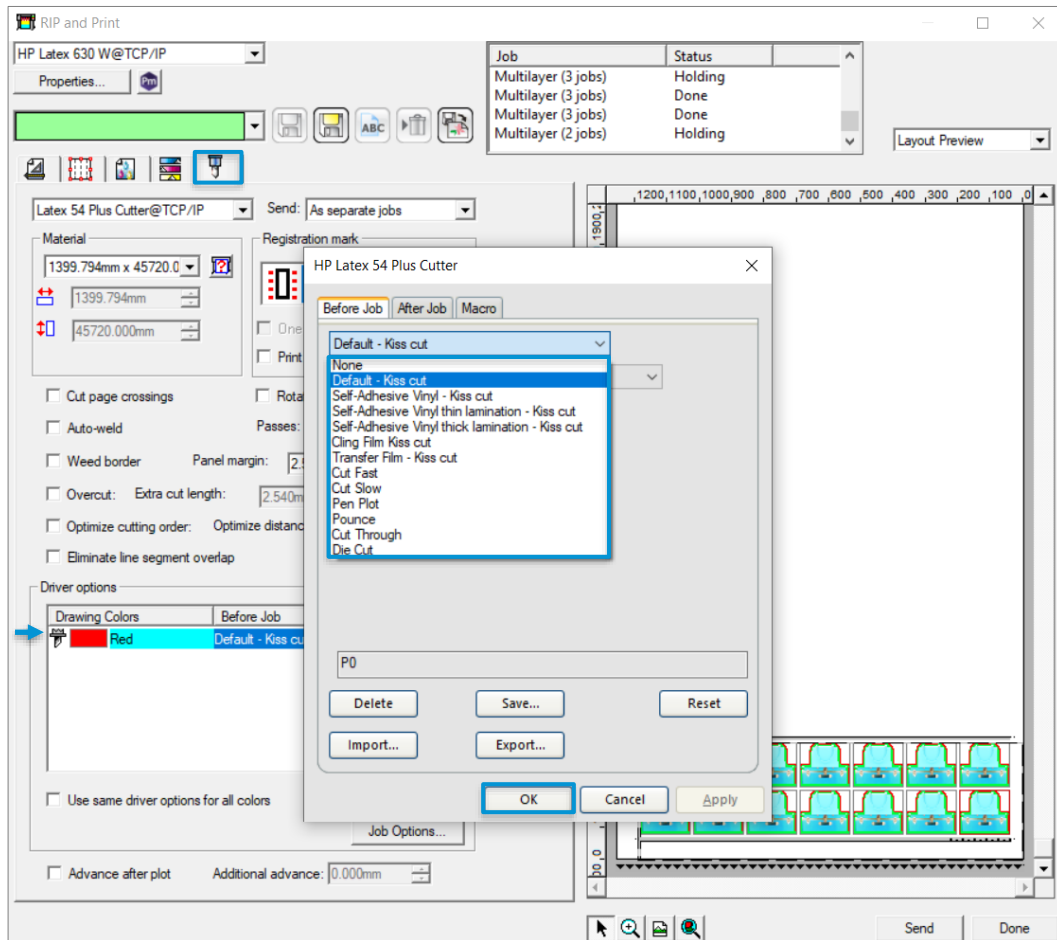 RIP and Print
HP Latex 630 W@TCP/IP
Properties...
Pm
ABC
Job Status
Multilayer (3 jobs) Holding
Multilayer (3 jobs) Done
Multilayer (3 jobs) Done
Multilayer (2 jobs) Holding
Layout Preview
Latex 54 Plus Cutter@TCP/IP
Send: As separate jobs
Material
1399.794mm x 45720.0
1399.794mm
45720.000mm
Registration mark
One
Print
Cut page crossings
Rota
Auto-weld
Passes:
Weed border
Panel margin: 2.
Overcut: Extra cut length: 2.540m
Optimize cutting order: Optimize distanc
Eliminate line segment overlap
Driver options
Drawing Colors Before Job
Red Default - Kiss cu
Use same driver options for all colors
Job Options...
Advance after plot Additional advance: 0.000mm
HP Latex 54 Plus Cutter
Before Job After Job Macro
Default - Kiss cut
None
Default - Kiss cut
Self-Adhesive Vinyl - Kiss cut
Self-Adhesive Vinyl thin lamination - Kiss cut
Self-Adhesive Vinyl thick lamination - Kiss cut
Cling Film Kiss cut
Transfer Film - Kiss cut
Cut Fast
Cut Slow
Pen Plot
Pounce
Cut Through
Die Cut
P0
Delete Save... Reset
Import... Export...
OK Cancel Apply
,1200,1100,1000,900 ,800 ,700 ,600 ,500 ,400 ,300 ,200 ,100 ,0
Send Done